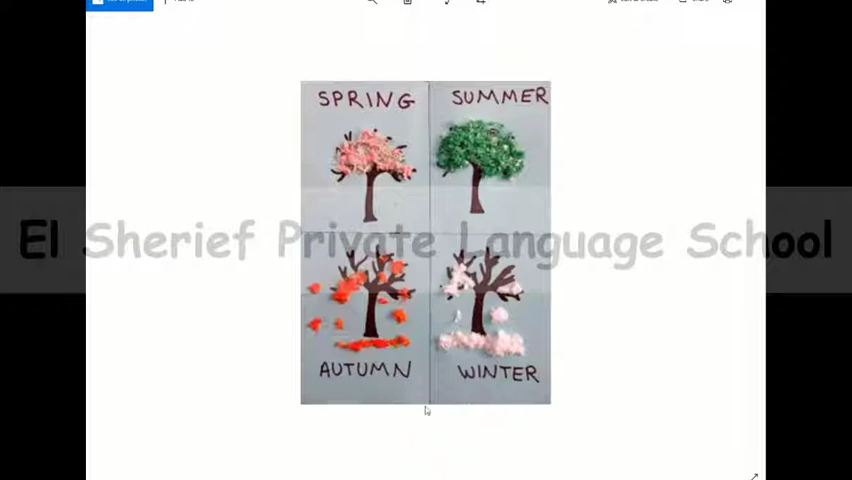 SPRING
SUMMER
El Sherief Private Language School
AUTUMN
WINTER